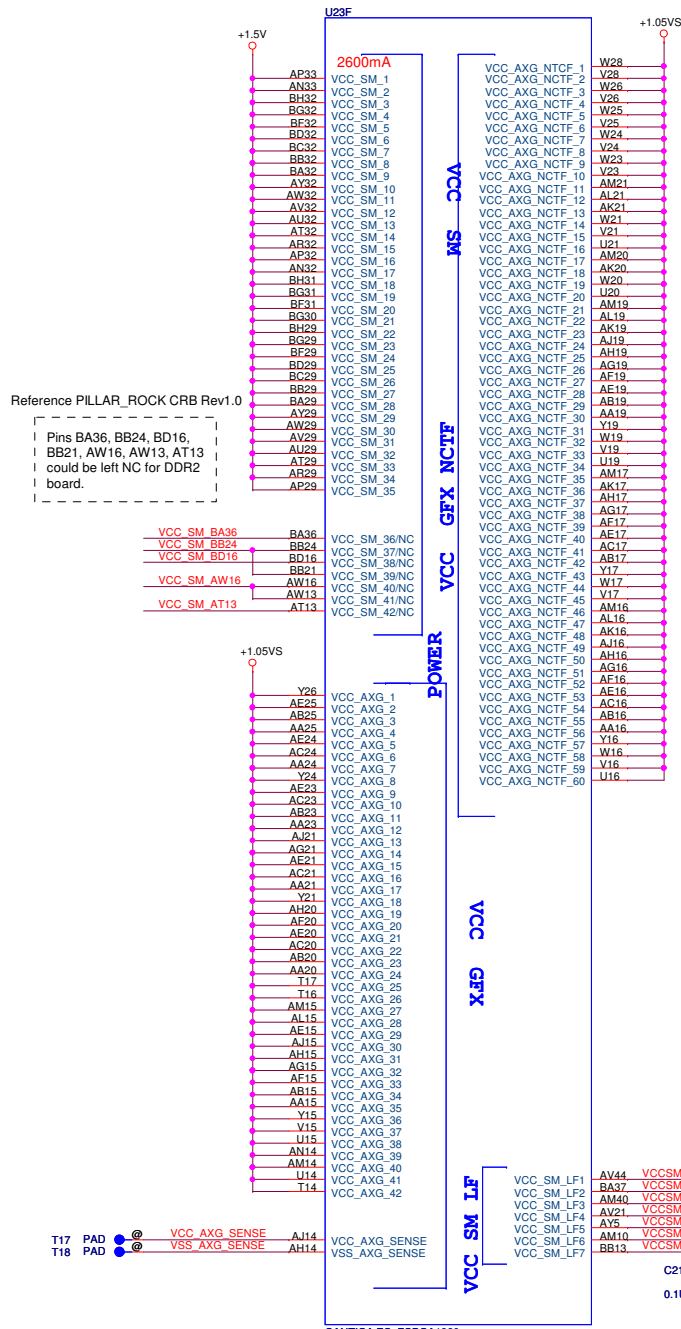 U23F
+1.5V
+1.05VS
2600mA
AP33 VCC_SM_1
AN33 VCC_SM_2
BH32 VCC_SM_3
BG32 VCC_SM_4
BF32 VCC_SM_5
BD32 VCC_SM_6
BC32 VCC_SM_7
BB32 VCC_SM_8
BA32 VCC_SM_9
AY32 VCC_SM_10
AW32 VCC_SM_11
AV32 VCC_SM_12
AU32 VCC_SM_13
AT32 VCC_SM_14
AR32 VCC_SM_15
AP32 VCC_SM_16
AN32 VCC_SM_17
BH31 VCC_SM_18
BG31 VCC_SM_19
BF31 VCC_SM_20
BG30 VCC_SM_21
BH29 VCC_SM_22
BG29 VCC_SM_23
BF29 VCC_SM_24
BD29 VCC_SM_25
BC29 VCC_SM_26
BB29 VCC_SM_27
BA29 VCC_SM_28
AY29 VCC_SM_29
AW29 VCC_SM_30
AV29 VCC_SM_31
AU29 VCC_SM_32
AT29 VCC_SM_33
AR29 VCC_SM_34
AP29 VCC_SM_35
Reference PILLAR_ROCK CRB Rev1.0
Pins BA36, BB24, BD16,
BB21, AW16, AW13, AT13
could be left NC for DDR2
board.
VCC_SM_BA36 BA36 VCC_SM_36/NC
VCC_SM_BB24 BB24 VCC_SM_37/NC
VCC_SM_BD16 BD16 VCC_SM_38/NC
BB21 VCC_SM_39/NC
VCC_SM_AW16 AW16 VCC_SM_40/NC
AW13 VCC_SM_41/NC
VCC_SM_AT13 AT13 VCC_SM_42/NC
+1.05VS
Y26 VCC_AXG_1
AE25 VCC_AXG_2
AB25 VCC_AXG_3
AA25 VCC_AXG_4
AE24 VCC_AXG_5
AC24 VCC_AXG_6
AA24 VCC_AXG_7
Y24 VCC_AXG_8
AE23 VCC_AXG_9
AC23 VCC_AXG_10
AB23 VCC_AXG_11
AA23 VCC_AXG_12
AJ21 VCC_AXG_13
AG21 VCC_AXG_14
AE21 VCC_AXG_15
AC21 VCC_AXG_16
AA21 VCC_AXG_17
Y21 VCC_AXG_18
AH20 VCC_AXG_19
AF20 VCC_AXG_20
AE20 VCC_AXG_21
AC20 VCC_AXG_22
AB20 VCC_AXG_23
AA20 VCC_AXG_24
T17 VCC_AXG_25
T16 VCC_AXG_26
AM15 VCC_AXG_27
AL15 VCC_AXG_28
AE15 VCC_AXG_29
AJ15 VCC_AXG_30
AH15 VCC_AXG_31
AG15 VCC_AXG_32
AF15 VCC_AXG_33
AB15 VCC_AXG_34
AA15 VCC_AXG_35
Y15 VCC_AXG_36
V15 VCC_AXG_37
U15 VCC_AXG_38
AN14 VCC_AXG_39
AM14 VCC_AXG_40
U14 VCC_AXG_41
T14 VCC_AXG_42
T17 PAD @ VCC_AXG_SENSE AJ14 VCC_AXG_SENSE
T18 PAD @ VSS_AXG_SENSE AH14 VSS_AXG_SENSE
VCC SM
VCC GFX NCTF
POWER
VCC GFX
VCC SM LF
VCC_AXG_NTCF_1 W28
VCC_AXG_NCTF_2 V28
VCC_AXG_NCTF_3 W26
VCC_AXG_NCTF_4 V26
VCC_AXG_NCTF_5 W25
VCC_AXG_NCTF_6 V25
VCC_AXG_NCTF_7 W24
VCC_AXG_NCTF_8 V24
VCC_AXG_NCTF_9 W23
VCC_AXG_NCTF_10 V23
VCC_AXG_NCTF_11 AM21
VCC_AXG_NCTF_12 AL21
VCC_AXG_NCTF_13 AK21
VCC_AXG_NCTF_14 W21
VCC_AXG_NCTF_15 V21
VCC_AXG_NCTF_16 U21
VCC_AXG_NCTF_17 AM20
VCC_AXG_NCTF_18 AK20
VCC_AXG_NCTF_19 W20
VCC_AXG_NCTF_20 U20
VCC_AXG_NCTF_21 AM19
VCC_AXG_NCTF_22 AL19
VCC_AXG_NCTF_23 AK19
VCC_AXG_NCTF_24 AJ19
VCC_AXG_NCTF_25 AH19
VCC_AXG_NCTF_26 AG19
VCC_AXG_NCTF_27 AF19
VCC_AXG_NCTF_28 AE19
VCC_AXG_NCTF_29 AB19
VCC_AXG_NCTF_30 AA19
VCC_AXG_NCTF_31 Y19
VCC_AXG_NCTF_32 W19
VCC_AXG_NCTF_33 V19
VCC_AXG_NCTF_34 U19
VCC_AXG_NCTF_35 AM17
VCC_AXG_NCTF_36 AK17
VCC_AXG_NCTF_37 AH17
VCC_AXG_NCTF_38 AG17
VCC_AXG_NCTF_39 AF17
VCC_AXG_NCTF_40 AE17
VCC_AXG_NCTF_41 AC17
VCC_AXG_NCTF_42 AB17
VCC_AXG_NCTF_43 Y17
VCC_AXG_NCTF_44 W17
VCC_AXG_NCTF_45 V17
VCC_AXG_NCTF_46 AM16
VCC_AXG_NCTF_47 AL16
VCC_AXG_NCTF_48 AK16
VCC_AXG_NCTF_49 AJ16
VCC_AXG_NCTF_50 AH16
VCC_AXG_NCTF_51 AG16
VCC_AXG_NCTF_52 AF16
VCC_AXG_NCTF_53 AE16
VCC_AXG_NCTF_54 AC16
VCC_AXG_NCTF_55 AB16
VCC_AXG_NCTF_56 AA16
VCC_AXG_NCTF_57 Y16
VCC_AXG_NCTF_58 W16
VCC_AXG_NCTF_59 V16
VCC_AXG_NCTF_60 U16
VCC_SM_LF1 AV44 VCCSM
VCC_SM_LF2 BA37 VCCSM
VCC_SM_LF3 AM40 VCCSM
VCC_SM_LF4 AV21 VCCSM
VCC_SM_LF5 AY5 VCCSM
VCC_SM_LF6 AM10 VCCSM
VCC_SM_LF7 BB13 VCCSM
C21
0.1U